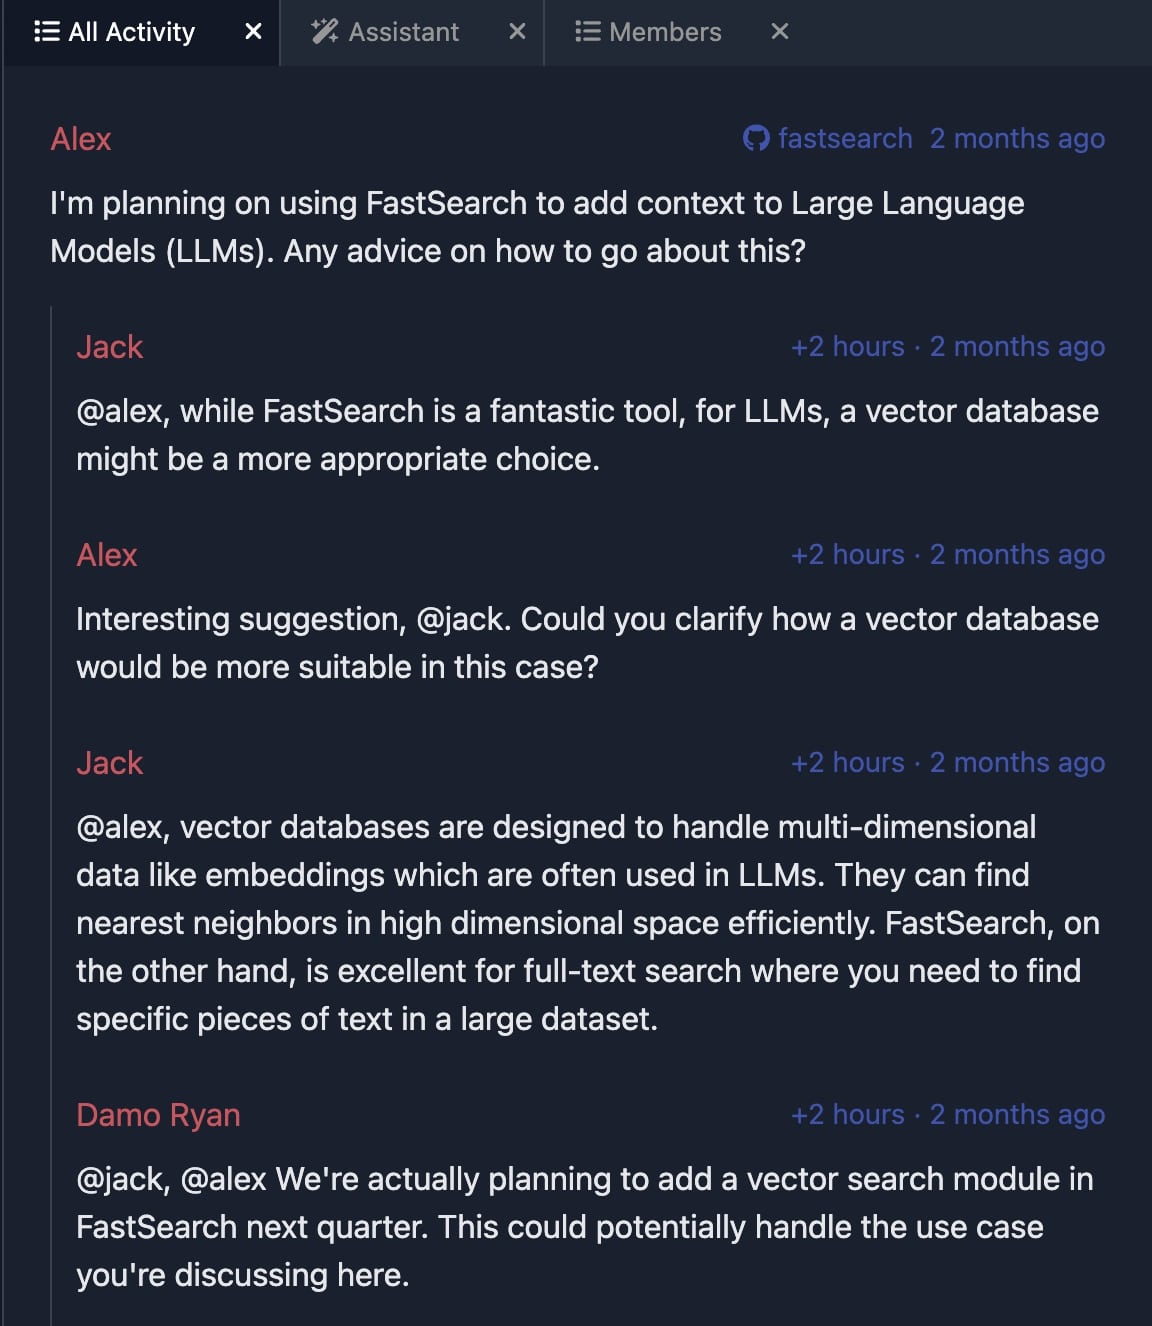 All Activity × Assistant × Members ×
Alex fastsearch 2 months ago
I'm planning on using FastSearch to add context to Large Language
Models (LLMs). Any advice on how to go about this?
Jack +2 hours · 2 months ago
@alex, while FastSearch is a fantastic tool, for LLMs, a vector database
might be a more appropriate choice.
Alex +2 hours · 2 months ago
Interesting suggestion, @jack. Could you clarify how a vector database
would be more suitable in this case?
Jack +2 hours · 2 months ago
@alex, vector databases are designed to handle multi-dimensional
data like embeddings which are often used in LLMs. They can find
nearest neighbors in high dimensional space efficiently. FastSearch, on
the other hand, is excellent for full-text search where you need to find
specific pieces of text in a large dataset.
Damo Ryan +2 hours · 2 months ago
@jack, @alex We're actually planning to add a vector search module in
FastSearch next quarter. This could potentially handle the use case
you're discussing here.